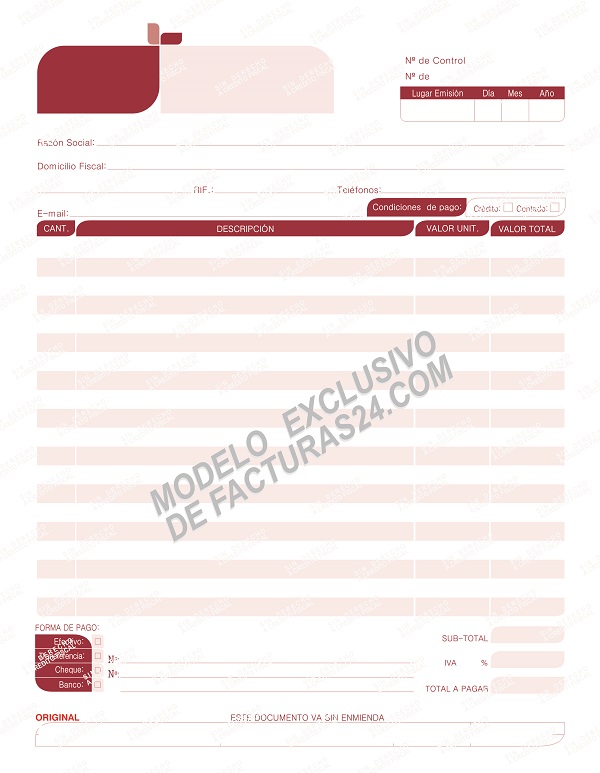 Nº de Control
Nº de
Lugar Emisión Día Mes Año
Razón Social:
Domicilio Fiscal:
RIF.: Teléfonos:
E-mail: Condiciones de pago: Crédito: Contado:
CANT. DESCRIPCIÓN VALOR UNIT. VALOR TOTAL
MODELO EXCLUSIVO
DE FACTURAS24.COM
FORMA DE PAGO:
Efectivo: SUB-TOTAL
Nº:
Cheque: Nº: IVA %
Banco: TOTAL A PAGAR
ORIGINAL ESTE DOCUMENTO VA SIN ENMIENDA